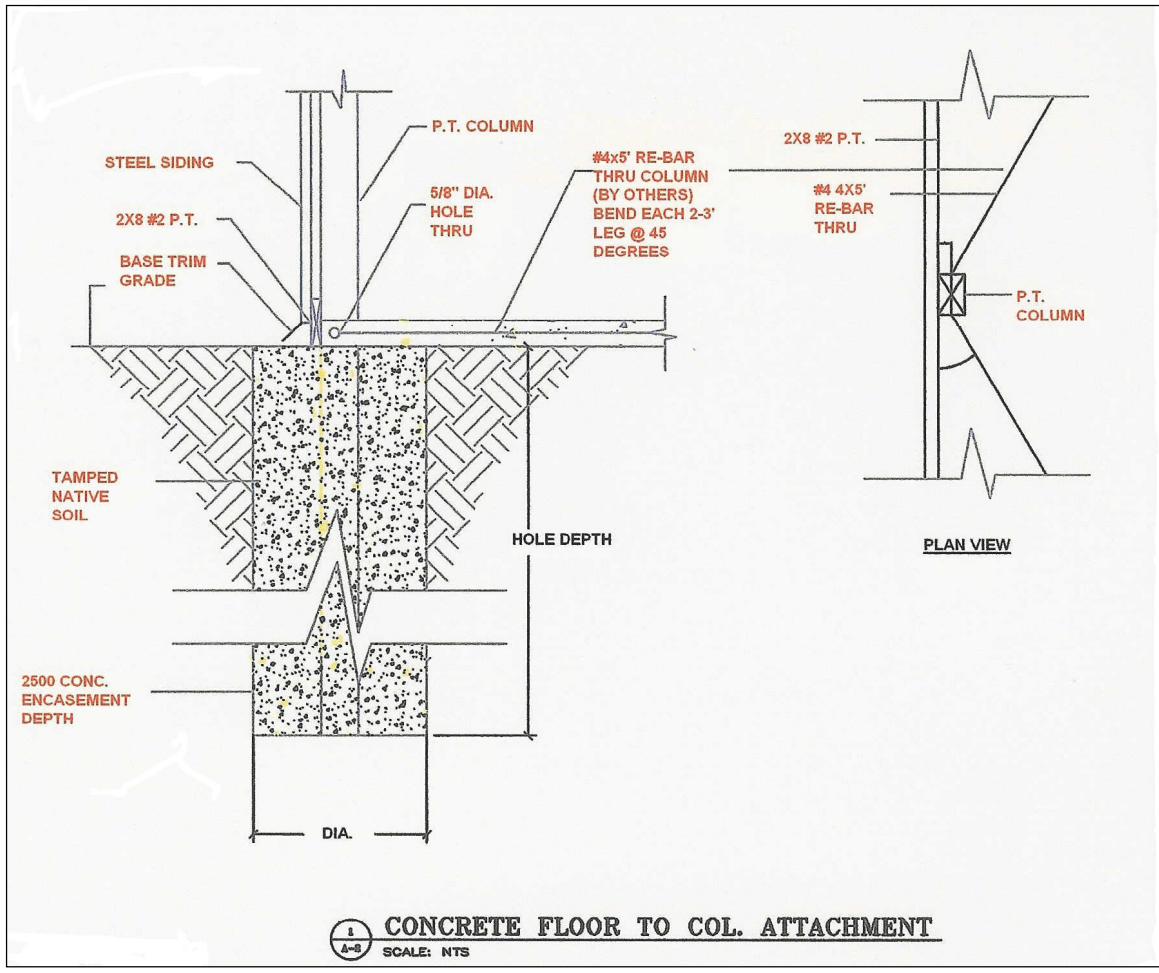 P.T. COLUMN
STEEL SIDING
5/8" DIA.
HOLE
THRU
2X8 #2 P.T.
BASE TRIM
GRADE
#4x5' RE-BAR
THRU COLUMN
(BY OTHERS)
BEND EACH 2-3'
LEG @ 45
DEGREES
TAMPED
NATIVE
SOIL
HOLE DEPTH
2500 CONC.
ENCASEMENT
DEPTH
DIA.
2X8 #2 P.T.
#4 4X5'
RE-BAR
THRU
P.T.
COLUMN
PLAN VIEW
1
A-8
CONCRETE FLOOR TO COL. ATTACHMENT
SCALE: NTS